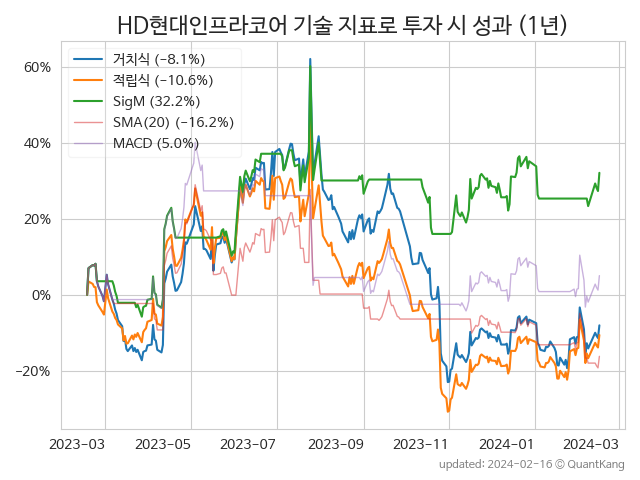 HD현대인프라코어 기술 지표로 투자 시 성과 (1년)
거치식 (-8.1%)
적립식 (-10.6%)
SigM (32.2%)
SMA(20) (-16.2%)
MACD (5.0%)
60%
40%
20%
0%
-20%
2023-03 2023-05 2023-07 2023-09 2023-11 2024-01 2024-03
updated: 2024-02-16 © QuantKang